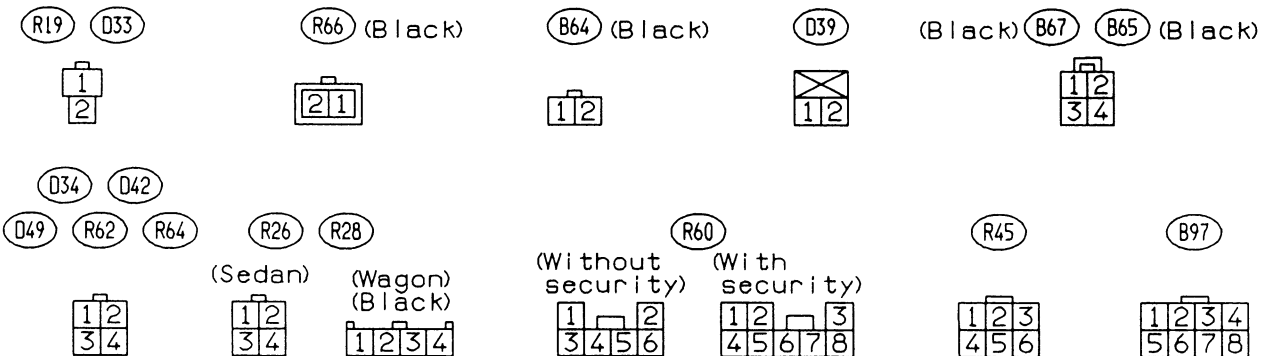 R19 D33 R66 (Black) B64 (Black) D39 (Black) B67 B65 (Black)
1 2 1 1 2
2 1 2 1 2 3 4
D34 D42
D49 R62 R64 R26 R28 R60 R45 B97
(Sedan) (Wagon) (Without (With
(Black) security) security)
1 2 1 2 1 2 1 2 3 1 2 3 1 2 3 4
3 4 3 4 1 2 3 4 3 4 5 6 4 5 6 7 8 4 5 6 5 6 7 8